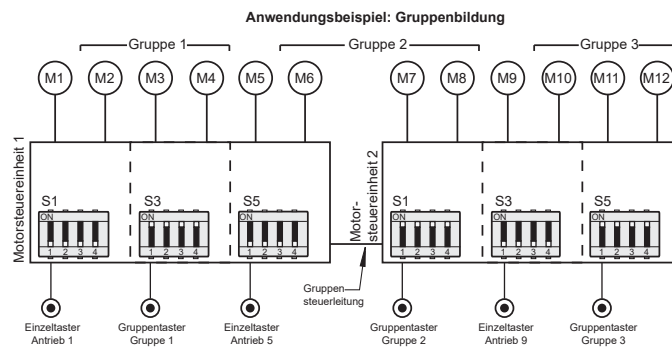 Anwendungsbeispiel: Gruppenbildung
Gruppe 1
Gruppe 2
Gruppe 3
M1 M2 M3 M4 M5 M6 M7 M8 M9 M10 M11 M12
Motorsteuereinheit 1
S1
ON
1 2 3 4
S3
ON
1 2 3 4
S5
ON
1 2 3 4
Motor-
steuereinheit 2
S1
ON
1 2 3 4
S3
ON
1 2 3 4
S5
ON
1 2 3 4
Gruppen
steuerleitung
Einzeltaster
Antrieb 1
Gruppentaster
Gruppe 1
Einzeltaster
Antrieb 5
Gruppentaster
Gruppe 2
Einzeltaster
Antrieb 9
Gruppentaster
Gruppe 3